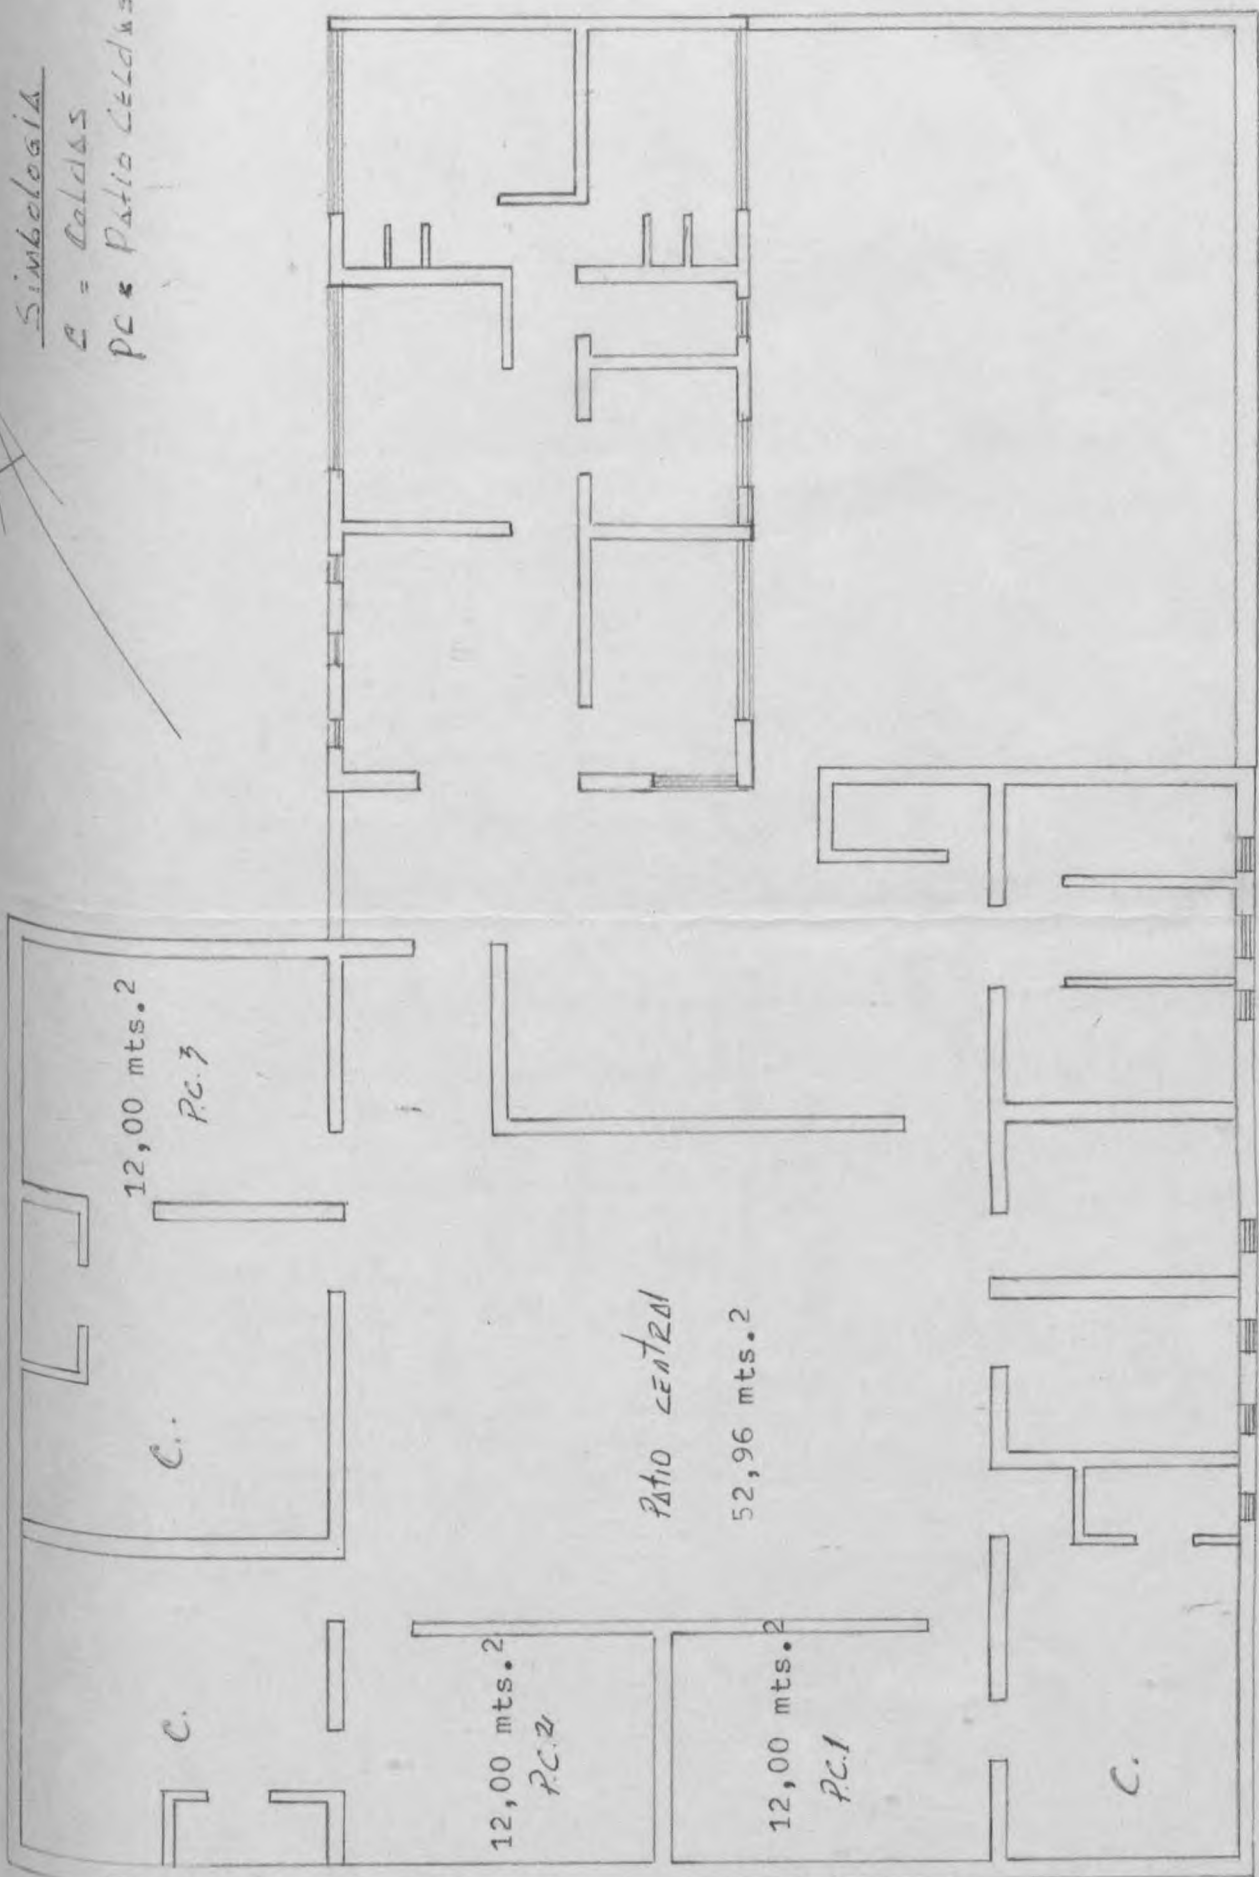 Simbología
C = Celdas
PC = Patio Celdas
12,00 mts.2
P.C.3
C.
C.
Patio Central
52,96 mts.2
12,00 mts.2
P.C.2
12,00 mts.2
P.C.1
C.